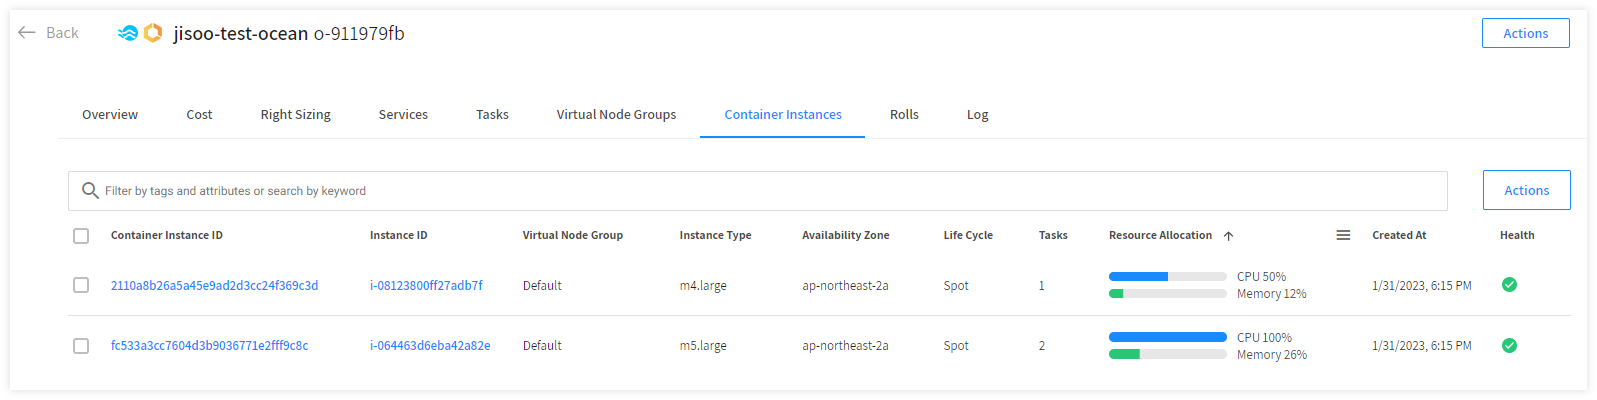 Back
jisoo-test-ocean o-911979fb
Actions
Overview Cost Right Sizing Services Tasks Virtual Node Groups Container Instances Rolls Log
Filter by tags and attributes or search by keyword
Actions
Container Instance ID Instance ID Virtual Node Group Instance Type Availability Zone Life Cycle Tasks Resource Allocation Created At Health
2110a8b26a5a45e9ad2d3cc24f369c3d i-08123800ff27adb7f Default m4.large ap-northeast-2a Spot 1 CPU 50% 1/31/2023, 6:15 PM
Memory 12%
fc533a3cc7604d3b9036771e2fff9c8c i-064463d6eba42a82e Default m5.large ap-northeast-2a Spot 2 CPU 100% 1/31/2023, 6:15 PM
Memory 26%